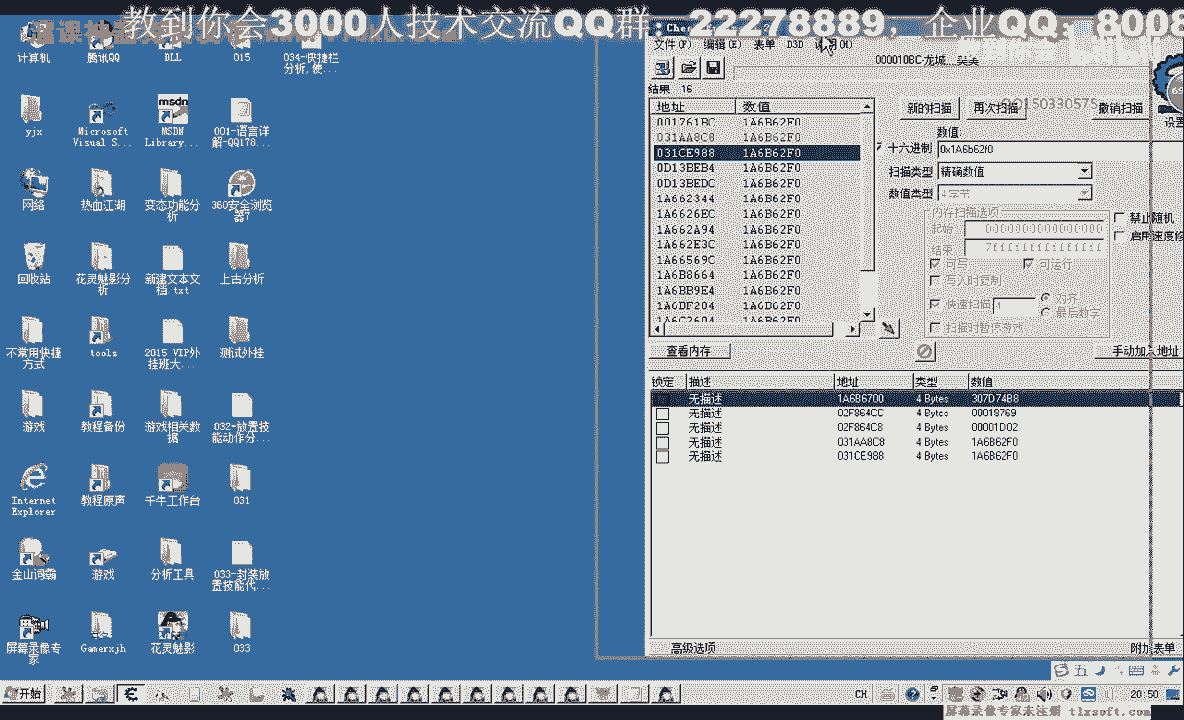 教到你会3000人技术交流QQ群：22278889，企业QQ：8008
计算机
腾讯QQ
DLL
015
034-快捷栏
分析,使...
yjx
Microsoft
Visual S...
MSDN
Library...
001-语言详
解-QQ178...
网络
热血江湖
变态功能分
析
360安全浏览
器7
回收站
花灵魅影分
析
新建文本文
档.txt
上古分析
不常用快捷
方式
tools
2015 VIP外
挂班大...
测试外挂
游戏
教程备份
游戏相关数
据
032-放置技
能动作分...
Internet
Explorer
教程原声
千牛工作台
031
金山词霸
游戏
分析工具
033-封装放
置技能代...
屏幕录像专
家
Gamerxjh
花灵魅影
033
文件(F) 编辑(E) 表单 D3D
000010BC-龙城
结果 16
地址 数值
001761BC 1A6B62F0
031AA8C8 1A6B62F0
031CE988 1A6B62F0
0D13BEB4 1A6B62F0
0D13BEDC 1A6B62F0
1A662344 1A6B62F0
1A6626EC 1A6B62F0
1A662A94 1A6B62F0
1A662E3C 1A6B62F0
1A66569C 1A6B62F0
1A6B8664 1A6B62F0
1A6BB9E4 1A6B62F0
1A6DF204 1A6B62F0
1A6C2604 1A6B62F0
新的扫描 再次扫描 撤销扫描
QQ150330575
设置
数值
十六进制 0x1A6b62f0
扫描类型 精确数值
数值类型 4 字节
内存扫描选项
起始 0000000000000000
结束 7fffffffffffffff
可写 可运行
写入时复制
快速扫描 4 对齐
最后数字
扫描时暂停游戏
禁止随机
启用速度修
查看内存
手动加入地址
锁定 描述 地址 类型 数值
无描述 1A6B6700 4 Bytes 307D74B8
无描述 02F864CC 4 Bytes 00019769
无描述 02F864C8 4 Bytes 00001D02
无描述 031AA8C8 4 Bytes 1A6B62F0
无描述 031CE988 4 Bytes 1A6B62F0
高级选项
附加表单
五
开始
CH
20:50
屏幕录像专家未注册 tlxsoft.com